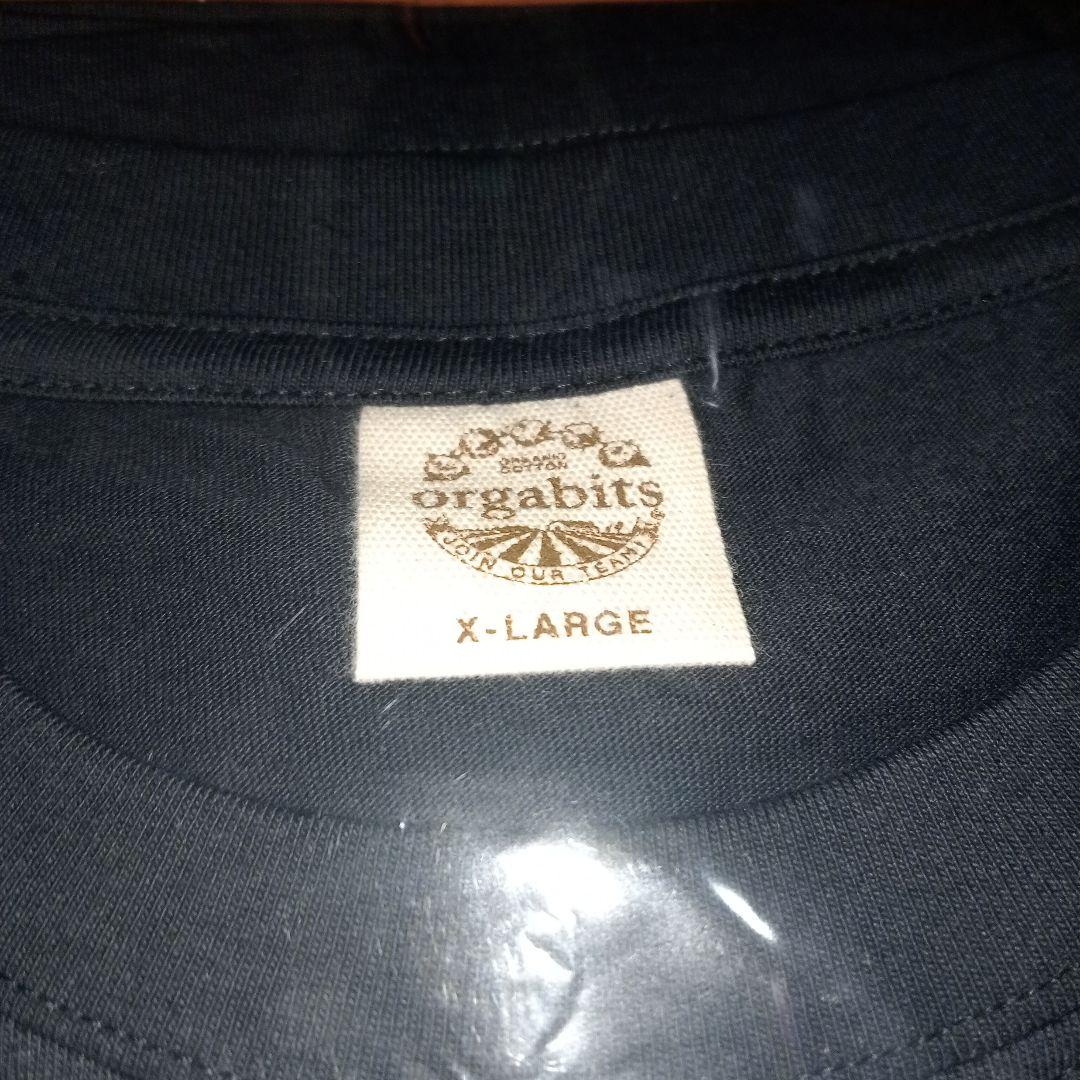 ORGANIC
COTTON
orgabits
JOIN OUR TEAM!
X-LARGE